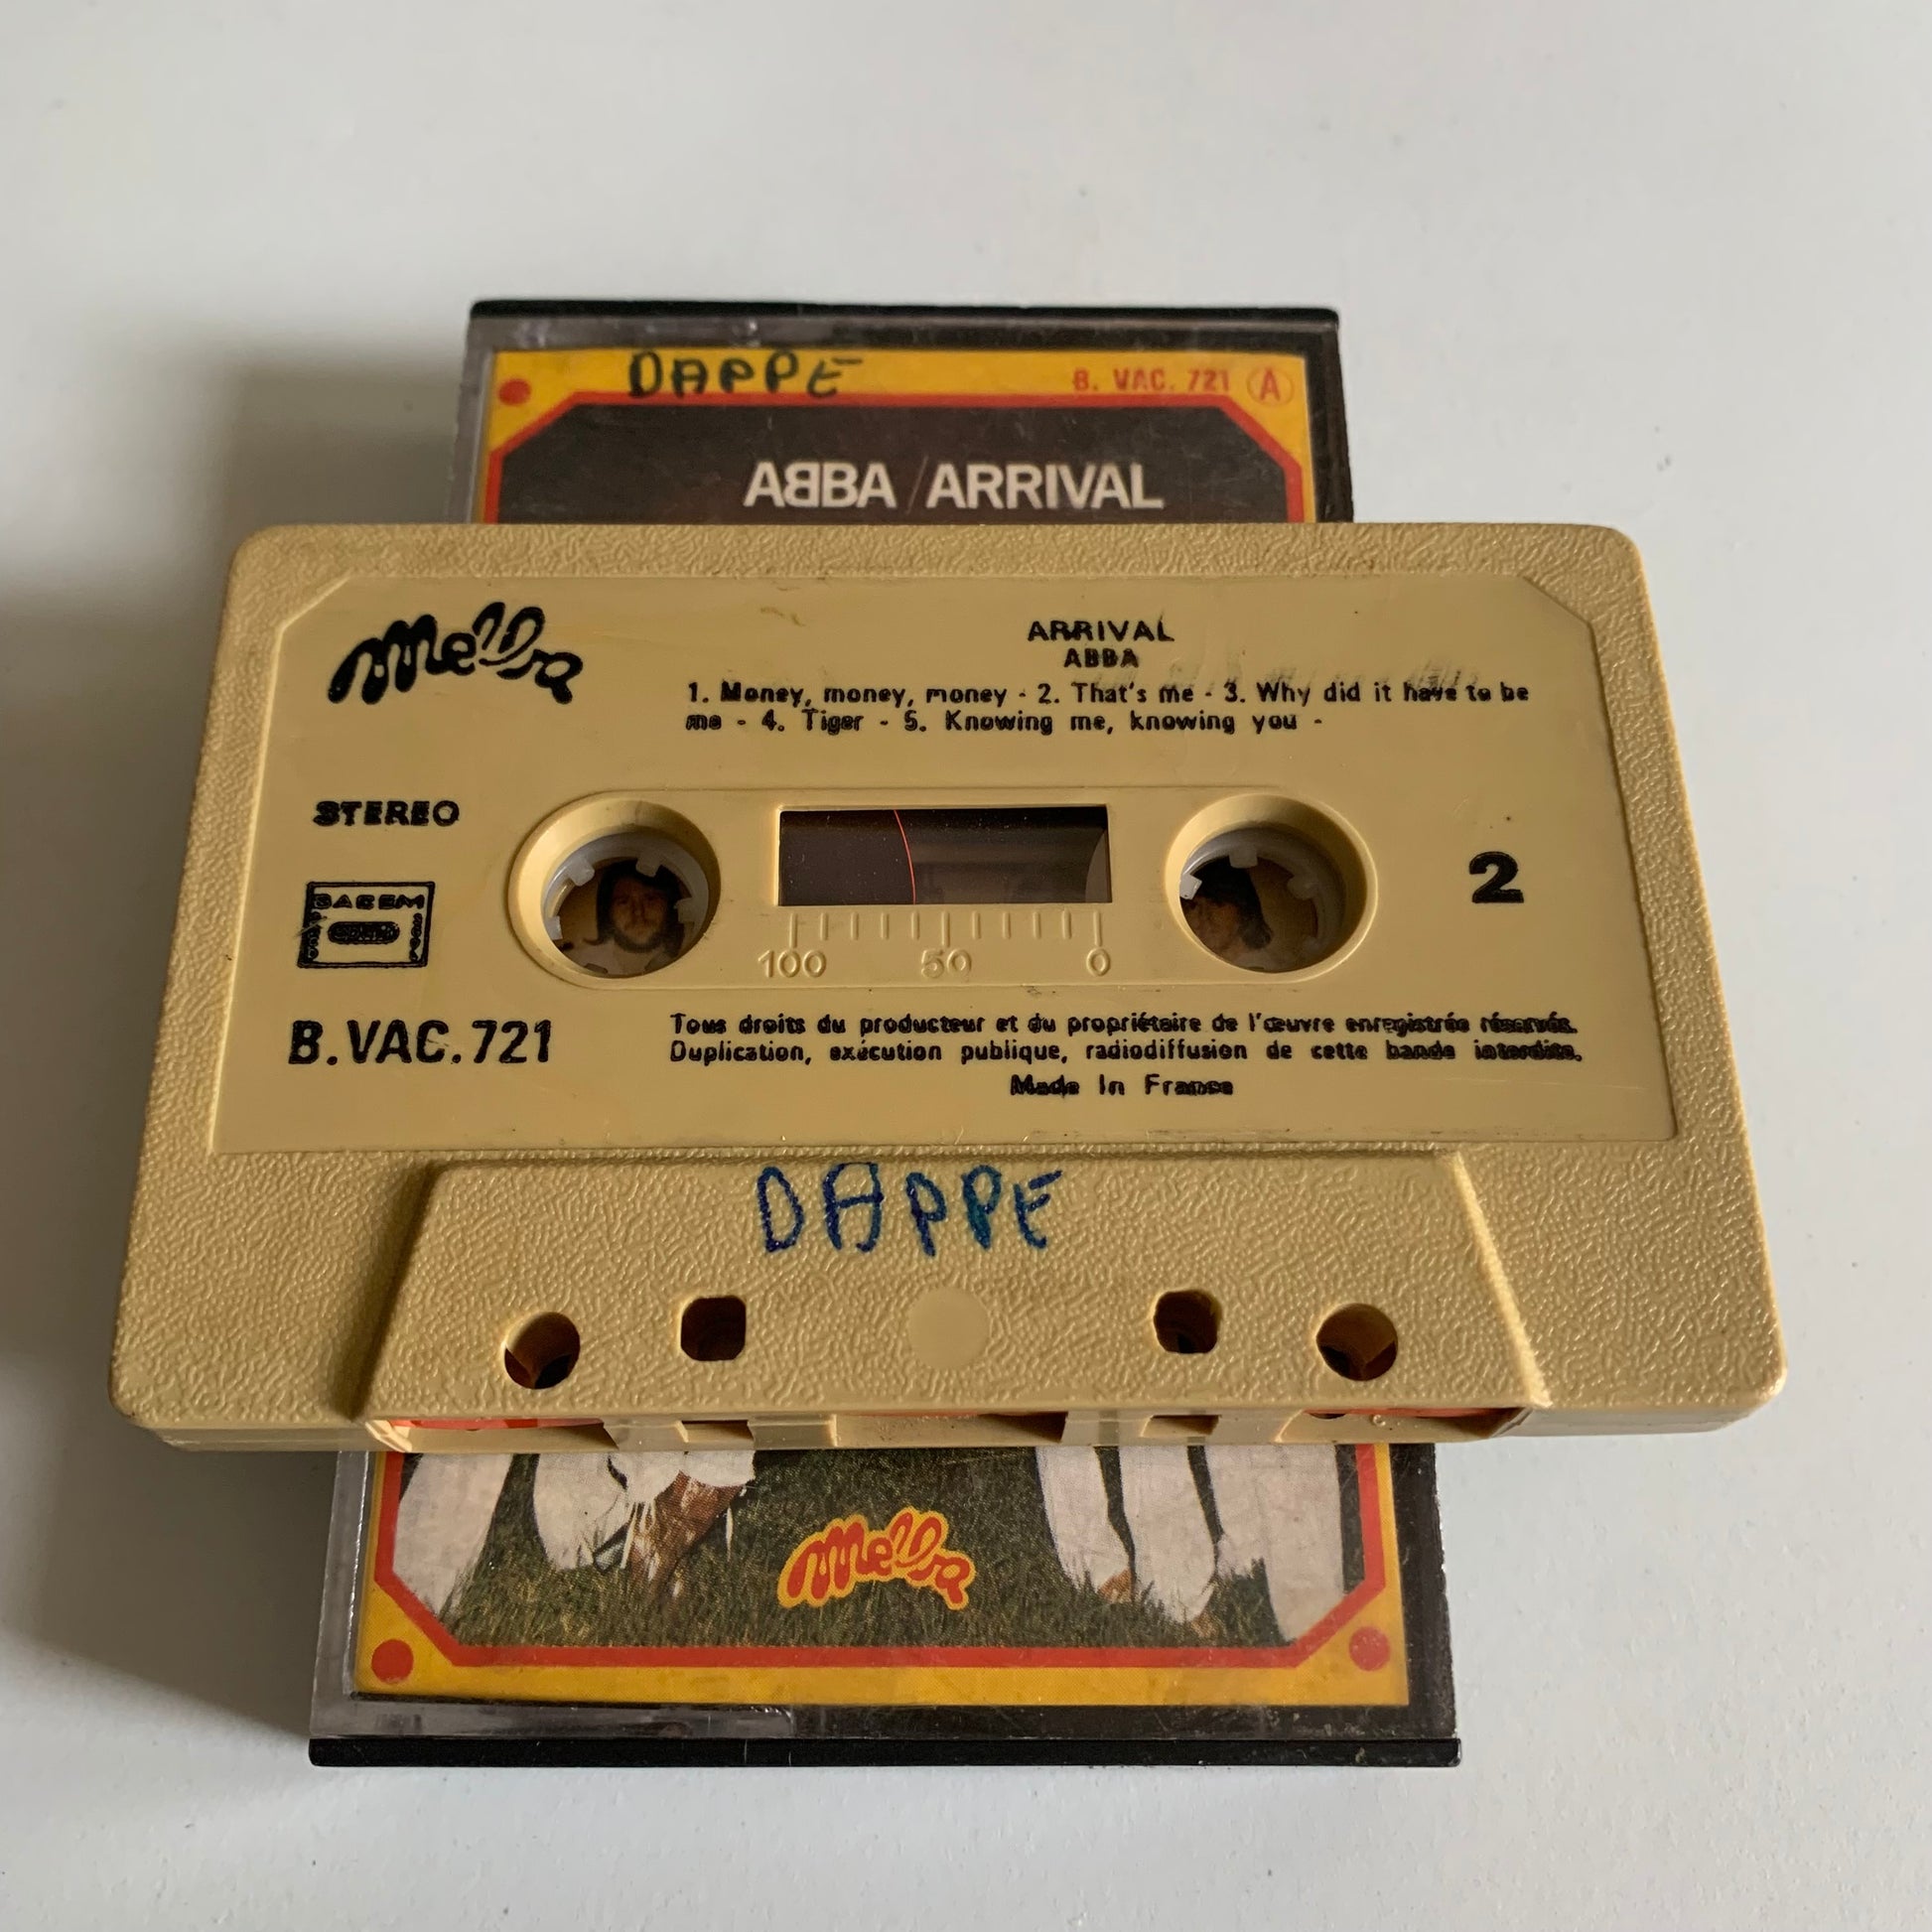 DAPPE
B. VAC. 721 A
ABBA / ARRIVAL
Melba
ARRIVAL
ABBA
1. Money, money, money - 2. That's me - 3. Why did it have to be
me - 4. Tiger - 5. Knowing me, knowing you -
STEREO
SACEM
2
100 50 0
B.VAC.721
Tous droits du producteur et du propriétaire de l'œuvre enregistrée réservés.
Duplication, exécution publique, radiodiffusion de cette bande interdite.
Made In France
DAPPE
Melba